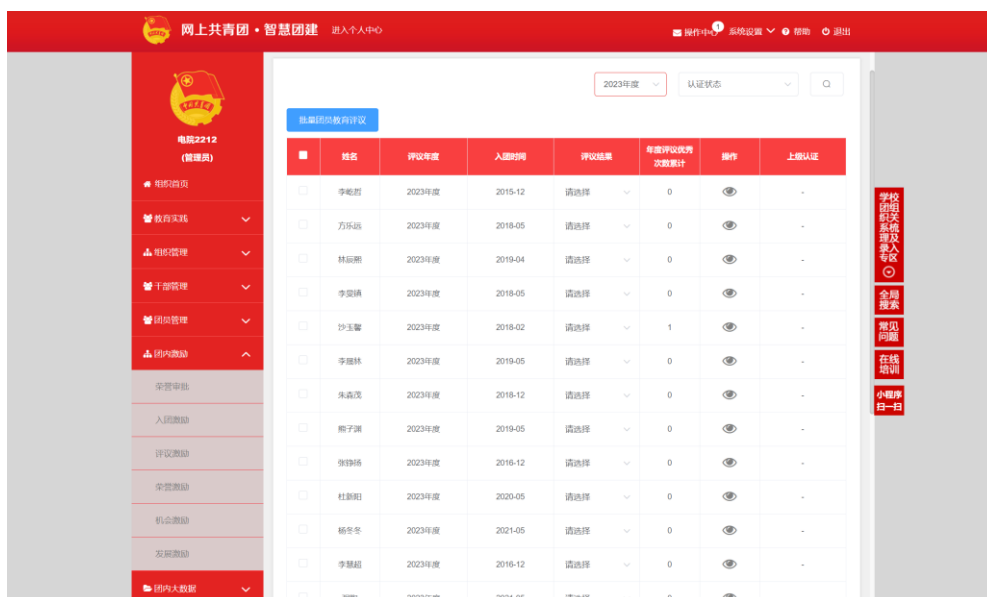 网上共青团·智慧团建 进入个人中心
操作中心 1 系统设置 帮助 退出
电院2212
(管理员)
组织首页
教育实践
组织管理
干部管理
团员管理
团内激励
荣誉审批
入团激励
评议激励
荣誉激励
机会激励
发展激励
团内大数据
2023年度 认证状态
批量团员教育评议
姓名 评议年度 入团时间 评议结果 年度评议优秀次数累计 操作 上级认证
2023年度 2015-12 请选择 0 -
方乐远 2023年度 2018-05 请选择 0 -
林辰熙 2023年度 2019-04 请选择 0 -
2023年度 2018-05 请选择 0 -
沙玉馨 2023年度 2018-02 请选择 1 -
2023年度 2019-05 请选择 0 -
朱森茂 2023年度 2018-12 请选择 0 -
熊子渊 2023年度 2019-05 请选择 0 -
2023年度 2016-12 请选择 0 -
杜新阳 2023年度 2020-05 请选择 0 -
杨冬冬 2023年度 2021-05 请选择 0 -
李慧超 2023年度 2016-12 请选择 0 -
学校
团组
织关
系梳
理及
录入
专区
全局
搜索
常见
问题
在线
培训
小程序
扫一扫